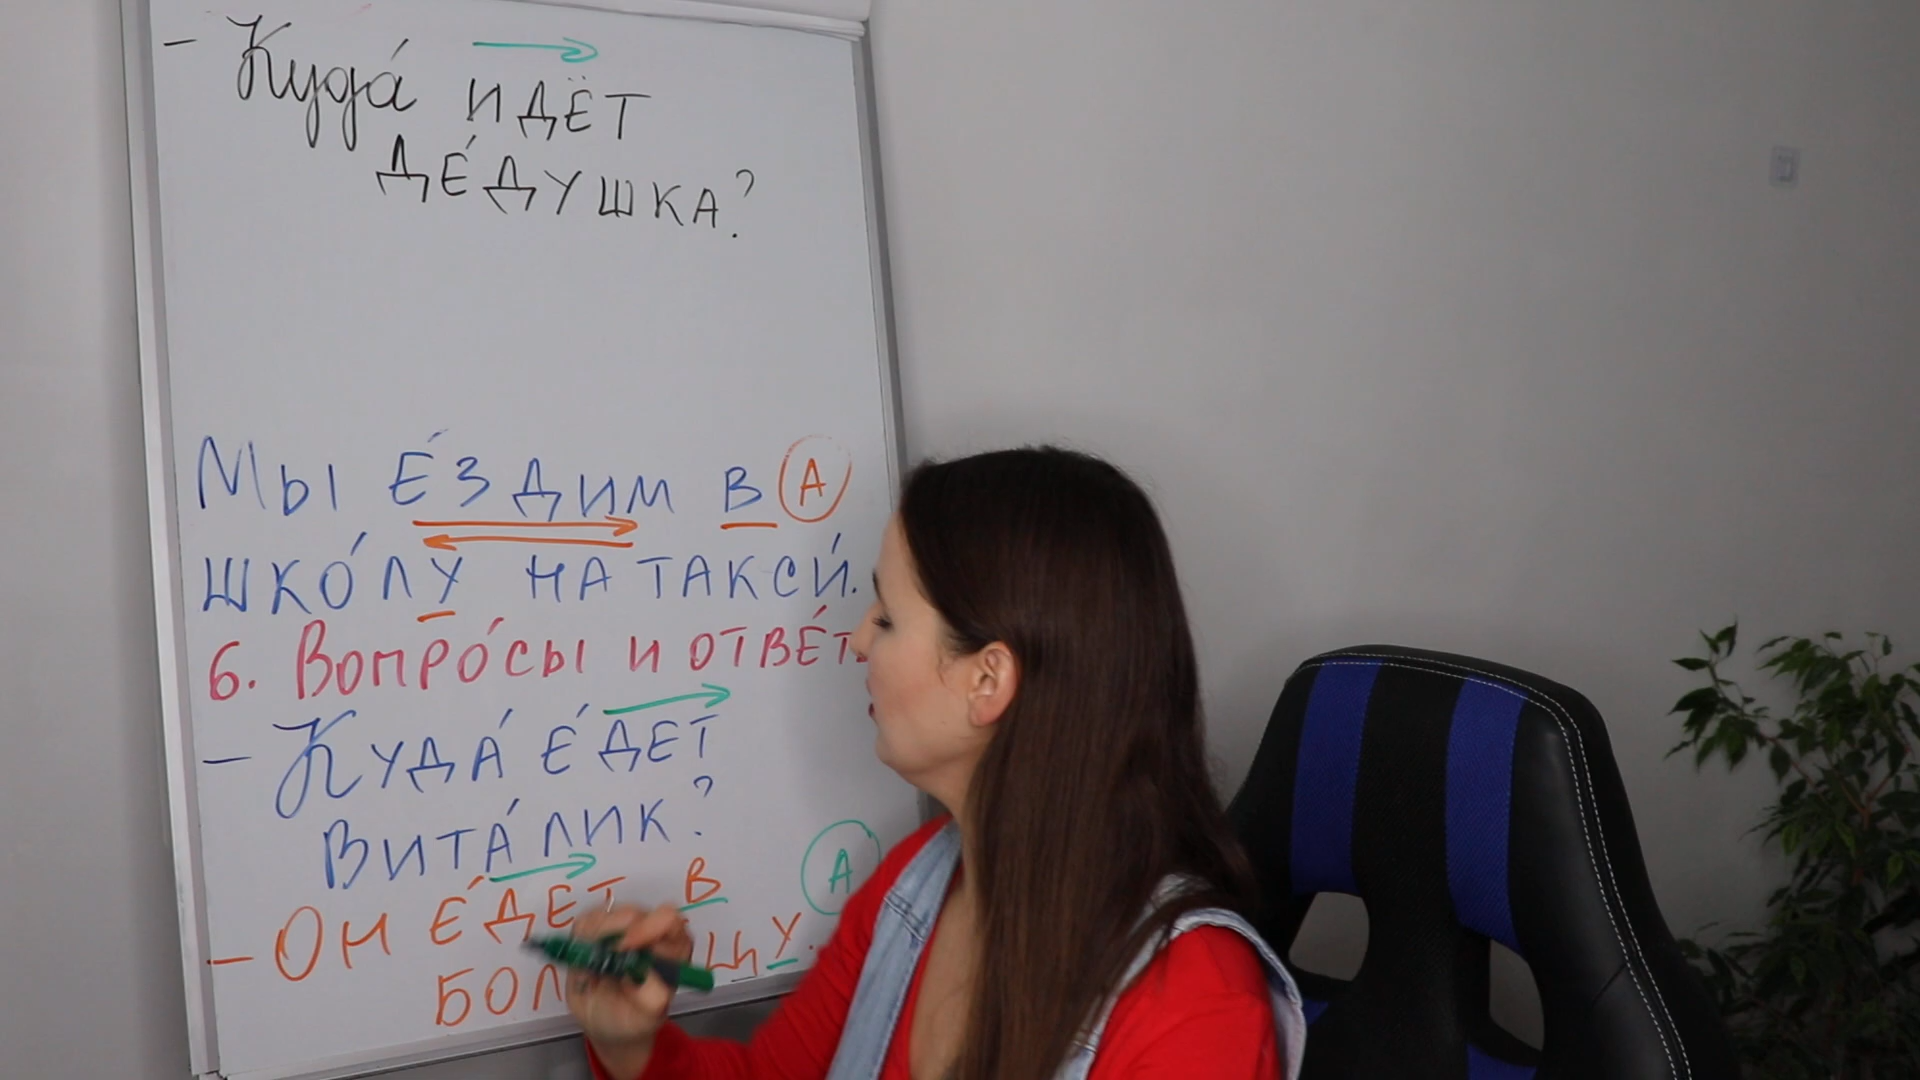 - Куда́ идёт
ДЕ́ДУШКА?
Мы Е́ЗДИМ В А
ШКО́ЛУ НА ТАКСИ́.
6. ВОПРО́СЫ И ОТВЕ́Т
- КУДА́ Е́ДЕТ
ВИТА́ЛИК?
- ОН Е́ДЕТ В А